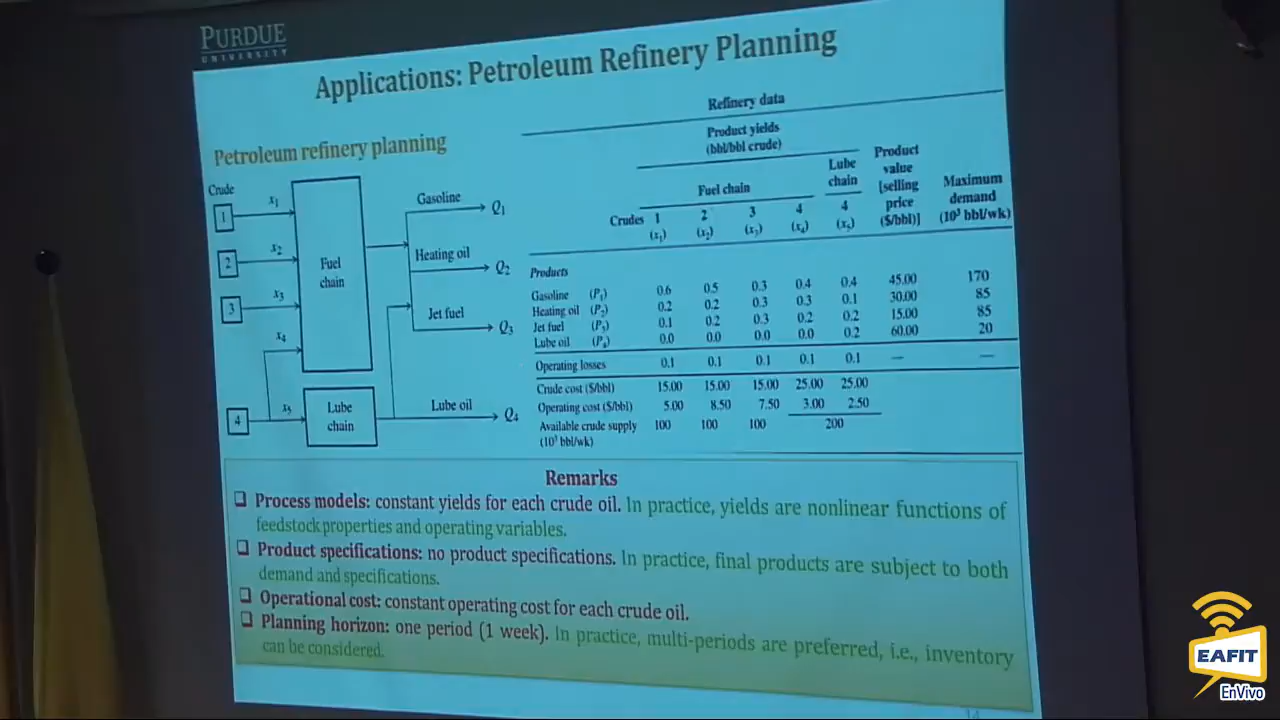 PURDUE
UNIVERSITY
Applications: Petroleum Refinery Planning
Petroleum refinery planning
Crude
1
x₁
2
x₂
3
x₃
x₄
4
x₅
Fuel
chain
Lube
chain
Gasoline
Q₁
Heating oil
Q₂
Jet fuel
Q₃
Lube oil
Q₄
Refinery data
Product yields
(bbl/bbl crude)
Fuel chain
Lube
chain
Product
value
[selling
price
($/bbl)]
Maximum
demand
(10³ bbl/wk)
Crudes 1 2 3 4 4
(x₁) (x₂) (x₃) (x₄) (x₅)
Products
Gasoline (P₁) 0.6 0.5 0.3 0.4 0.4 45.00 170
Heating oil (P₂) 0.2 0.2 0.3 0.3 0.1 30.00 85
Jet fuel (P₃) 0.1 0.2 0.3 0.2 0.2 15.00 85
Lube oil (P₄) 0.0 0.0 0.0 0.0 0.2 60.00 20
Operating losses 0.1 0.1 0.1 0.1 0.1 — —
Crude cost ($/bbl) 15.00 15.00 15.00 25.00 25.00
Operating cost ($/bbl) 5.00 8.50 7.50 3.00 2.50
Available crude supply 100 100 100 200
(10³ bbl/wk)
Remarks
❑ Process models: constant yields for each crude oil. In practice, yields are nonlinear functions of
feedstock properties and operating variables.
❑ Product specifications: no product specifications. In practice, final products are subject to both
demand and specifications.
❑ Operational cost: constant operating cost for each crude oil.
❑ Planning horizon: one period (1 week). In practice, multi-periods are preferred, i.e., inventory
can be considered.
EAFIT
EnVivo